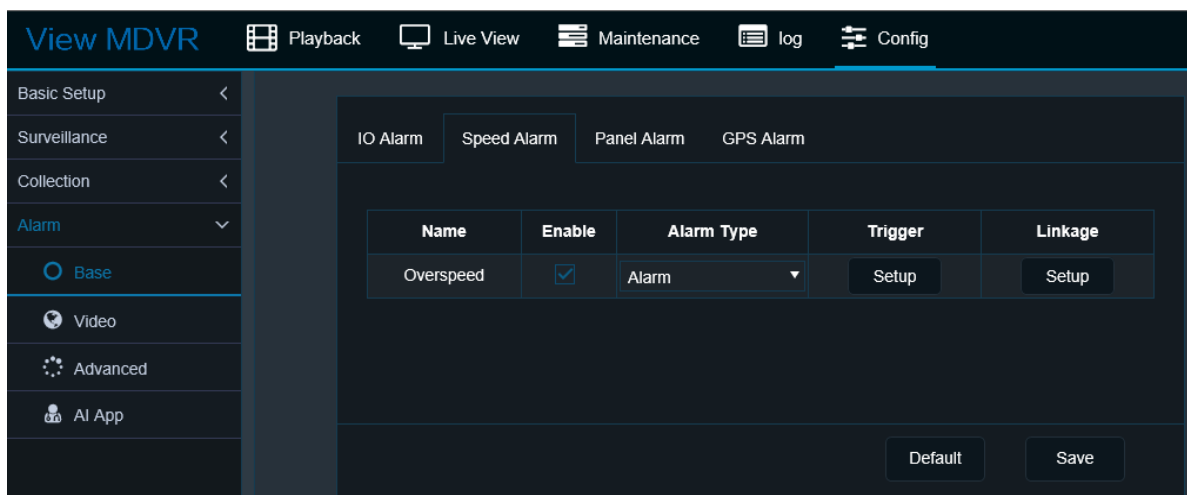 View MDVR Playback Live View Maintenance log Config
Basic Setup
Surveillance
Collection
Alarm
Base
Video
Advanced
AI App
IO Alarm Speed Alarm Panel Alarm GPS Alarm
Name Enable Alarm Type Trigger Linkage
Overspeed Alarm Setup Setup
Default Save